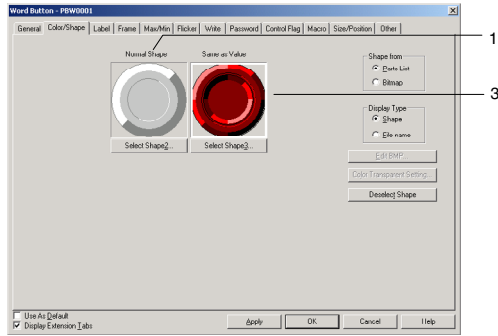 Word Button - PBW0001
General Color/Shape Label Frame Max/Min Flicker Write Password Control Flag Macro Size/Position Other
1
Normal Shape Same as Value
Shape from
Parts List
Bitmap
3
Display Type
Shape
File name
Select Shape2... Select Shape3...
Edit BMP...
Color Transparent Setting...
Deselect Shape
Use As Default
Display Extension Tabs
Apply OK Cancel Help